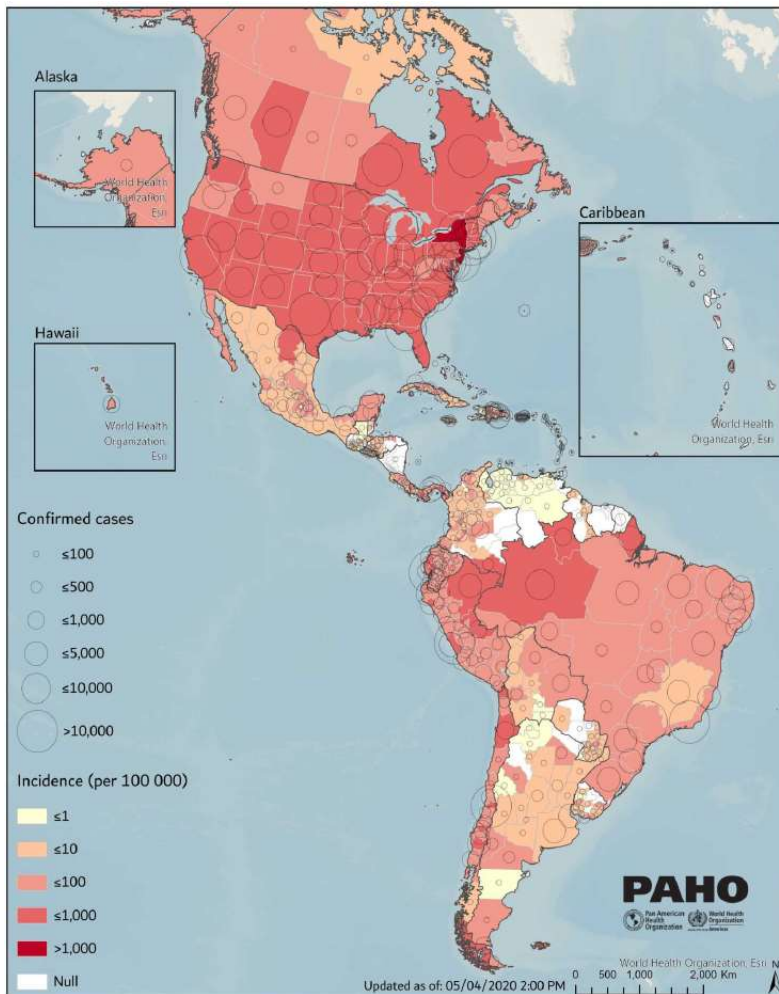 Alaska
World Health
Organization,
Esri
Hawaii
World Health
Organization,
Esri
Caribbean
World Health
Organization, Esri
Confirmed cases
≤100
≤500
≤1,000
≤5,000
≤10,000
>10,000
Incidence (per 100 000)
≤1
≤10
≤100
≤1,000
>1,000
Null
PAHO
Pan American
Health
Organization
World Health
Organization
Americas
World Health Organization, Esri
N
Updated as of: 05/04/2020 2:00 PM
0 500 1,000 2,000 Km